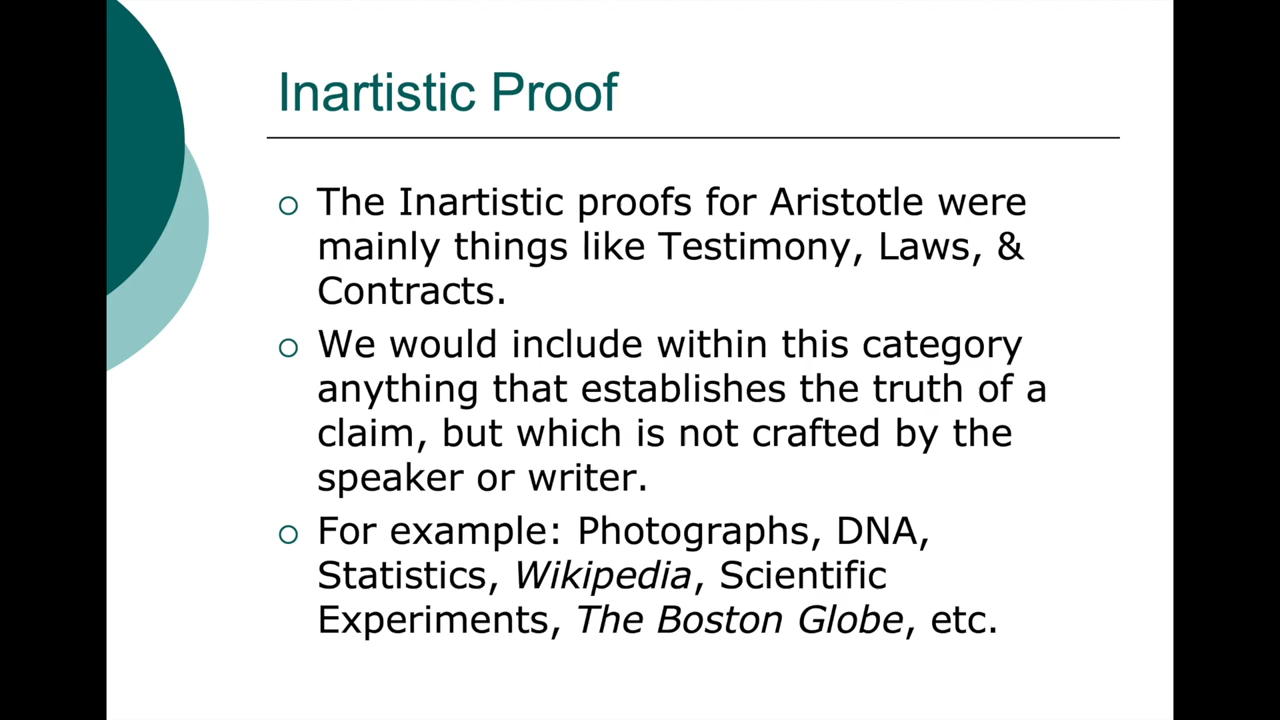 Inartistic Proof
The Inartistic proofs for Aristotle were
mainly things like Testimony, Laws, &
Contracts.
We would include within this category
anything that establishes the truth of a
claim, but which is not crafted by the
speaker or writer.
For example: Photographs, DNA,
Statistics, Wikipedia, Scientific
Experiments, The Boston Globe, etc.